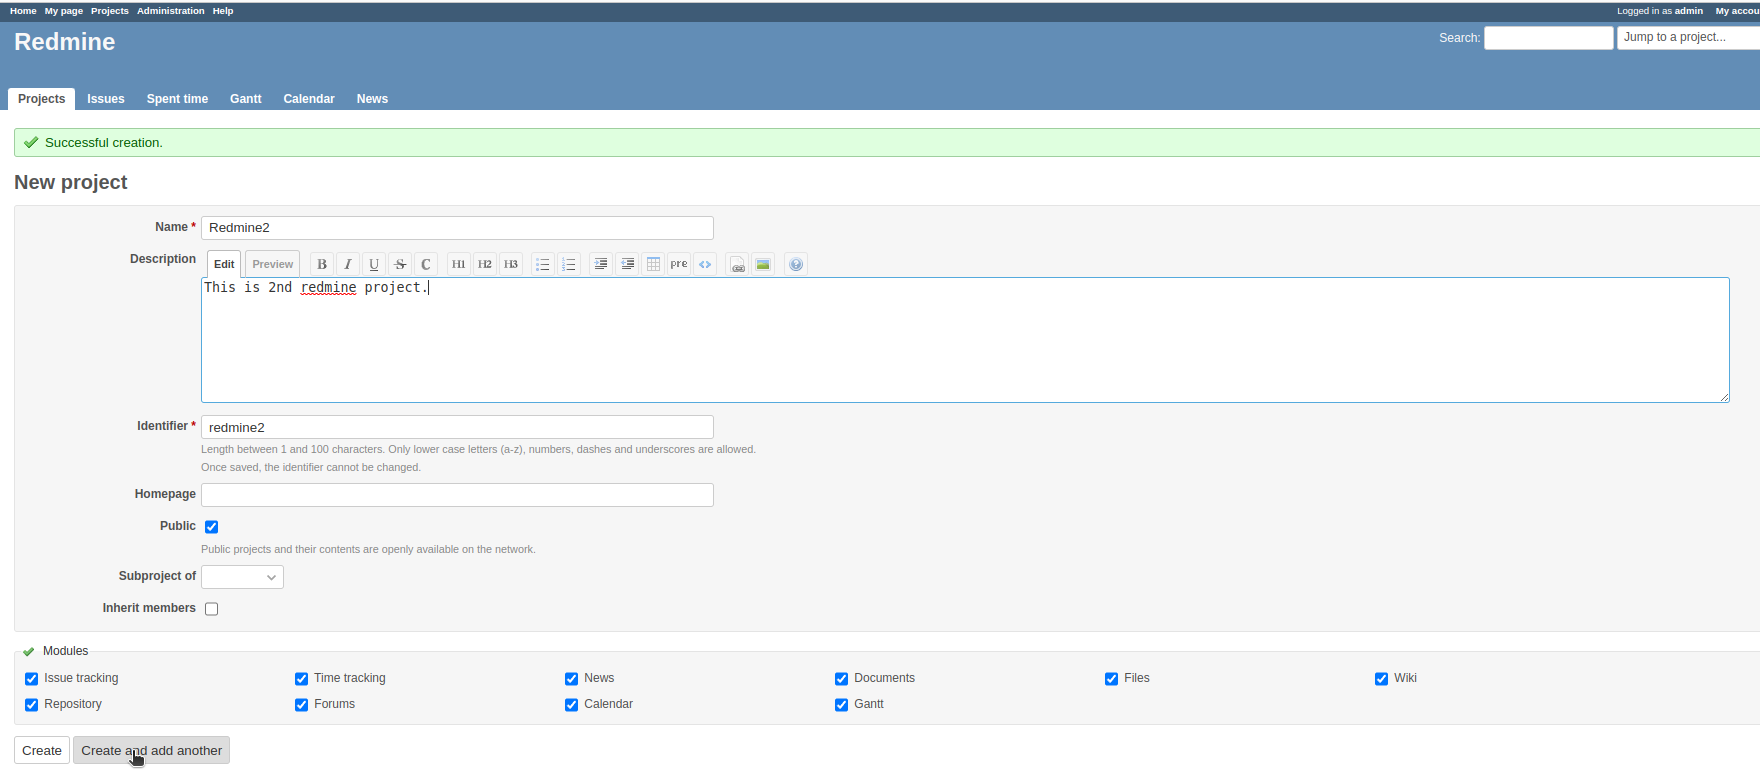 Home My page Projects Administration Help Logged in as admin My accou
Redmine Search: Jump to a project...
Projects Issues Spent time Gantt Calendar News
Successful creation.
New project
Name * Redmine2
Description Edit Preview B I U S C H1 H2 H3 pre
This is 2nd redmine project.
Identifier * redmine2
Length between 1 and 100 characters. Only lower case letters (a-z), numbers, dashes and underscores are allowed.
Once saved, the identifier cannot be changed.
Homepage
Public
Public projects and their contents are openly available on the network.
Subproject of
Inherit members
Modules
Issue tracking Time tracking News Documents Files Wiki
Repository Forums Calendar Gantt
Create Create and add another